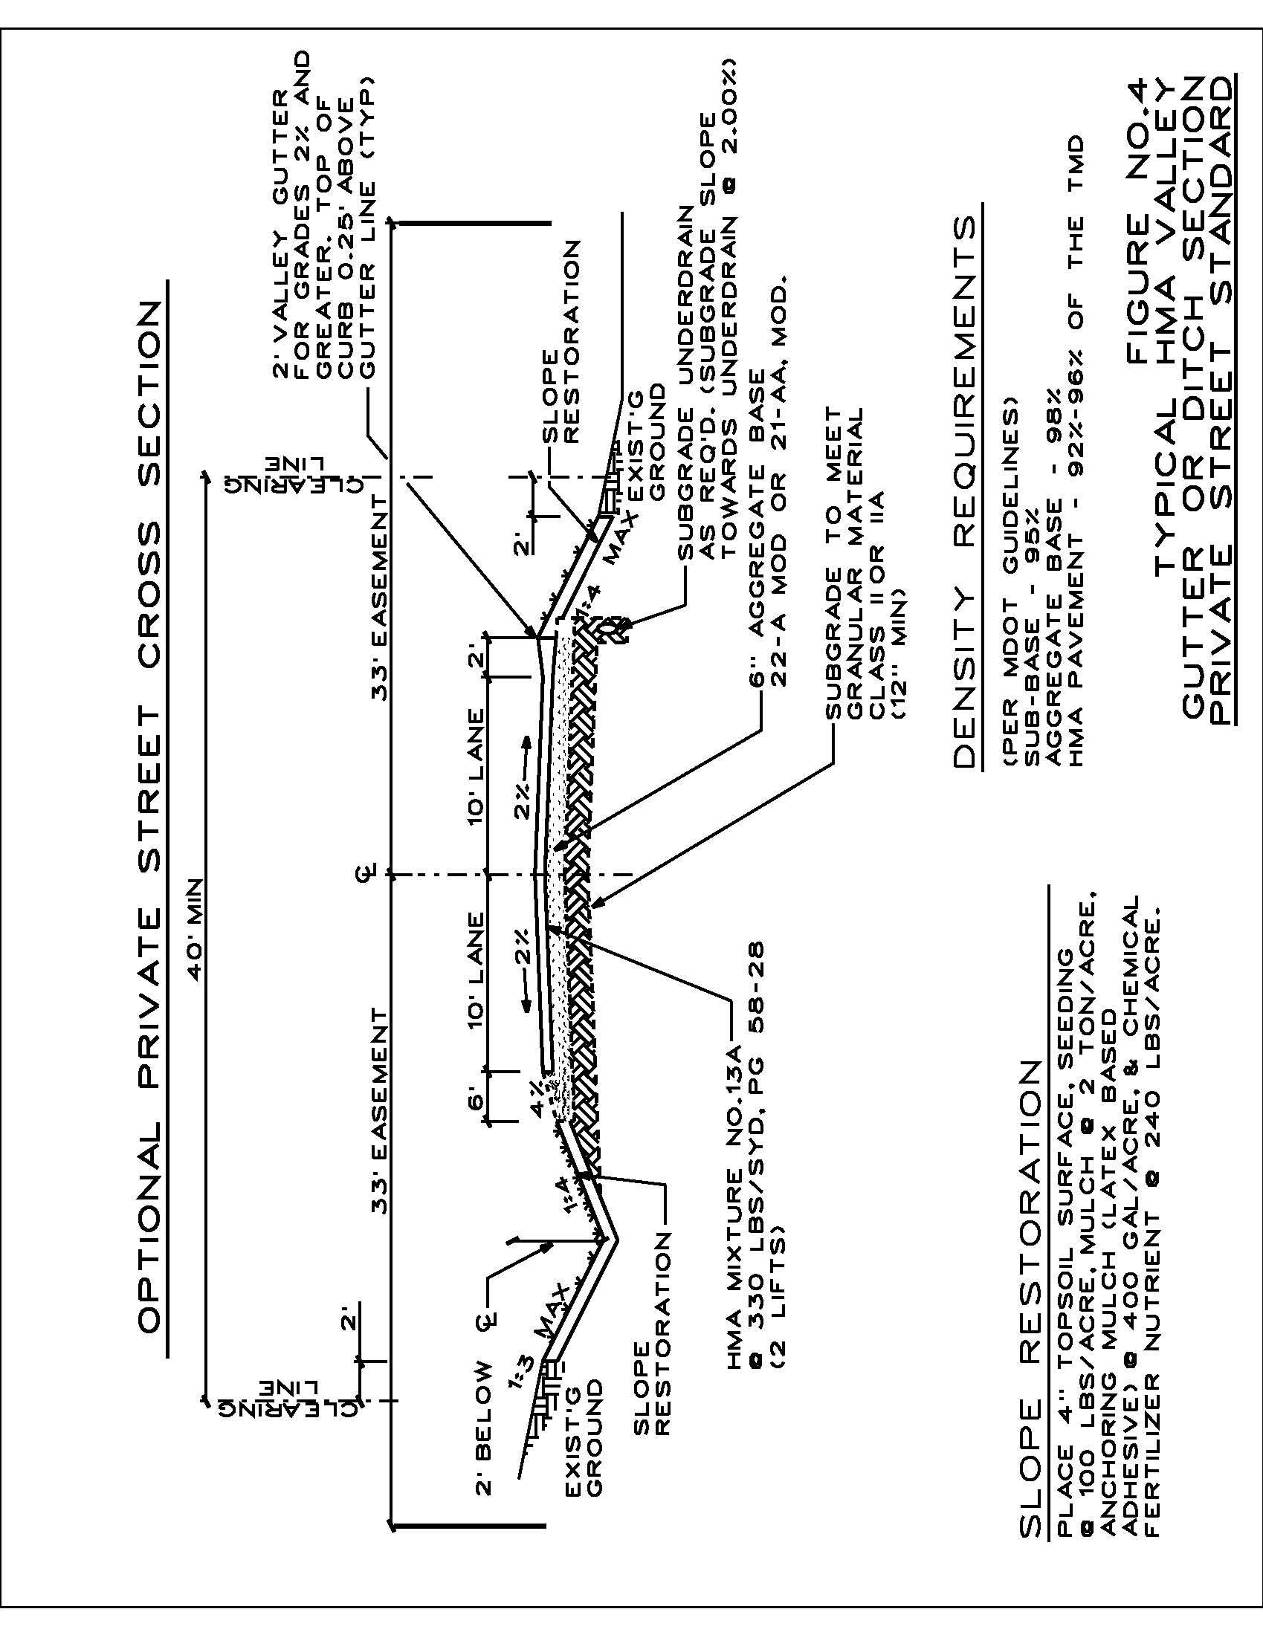 OPTIONAL PRIVATE STREET CROSS SECTION
40' MIN
CLEARING
LINE
2'
CLEARING
LINE
33' EASEMENT
℄
33' EASEMENT
2' VALLEY GUTTER
FOR GRADES 2% AND
GREATER. TOP OF
CURB 0.25' ABOVE
GUTTER LINE (TYP)
6'
10' LANE
10' LANE
2'
2'
2' BELOW ℄
1:3 MAX
1:4
4%
2%
2%
1:4 MAX
SLOPE
RESTORATION
EXIST'G
GROUND
EXIST'G
GROUND
SLOPE
RESTORATION
SUBGRADE UNDERDRAIN
AS REQ'D. (SUBGRADE SLOPE
TOWARDS UNDERDRAIN @ 2.00%)
HMA MIXTURE NO.13A
@ 330 LBS/SYD, PG 58-28
(2 LIFTS)
6" AGGREGATE BASE
22-A MOD OR 21-AA, MOD.
SUBGRADE TO MEET
GRANULAR MATERIAL
CLASS II OR IIA
(12" MIN)
DENSITY REQUIREMENTS
(PER MDOT GUIDELINES)
SUB-BASE - 95%
AGGREGATE BASE - 98%
HMA PAVEMENT - 92%-96% OF THE TMD
SLOPE RESTORATION
PLACE 4" TOPSOIL SURFACE, SEEDING
@ 100 LBS/ACRE, MULCH @ 2 TON/ACRE,
ANCHORING MULCH (LATEX BASED
ADHESIVE) @ 400 GAL/ACRE, & CHEMICAL
FERTILIZER NUTRIENT @ 240 LBS/ACRE.
FIGURE NO.4
TYPICAL HMA VALLEY
GUTTER OR DITCH SECTION
PRIVATE STREET STANDARD